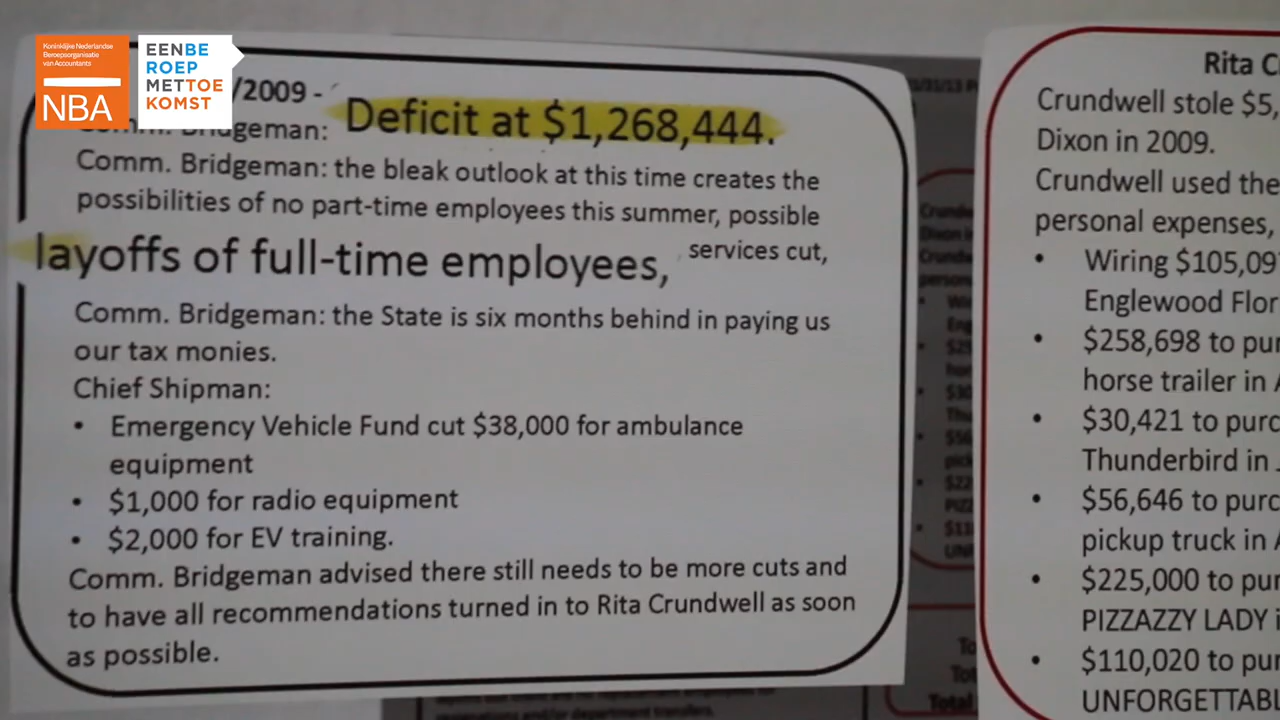 Koninklijke Nederlandse
Beroepsorganisatie
van Accountants
NBA
EENBE
ROEP
METTOE
KOMST
/2009 -
Comm. Bridgeman:
Deficit at $1,268,444.
Comm. Bridgeman: the bleak outlook at this time creates the
possibilities of no part-time employees this summer, possible
layoffs of full-time employees, services cut,
Comm. Bridgeman: the State is six months behind in paying us
our tax monies.
Chief Shipman:
• Emergency Vehicle Fund cut $38,000 for ambulance
equipment
• $1,000 for radio equipment
• $2,000 for EV training.
Comm. Bridgeman advised there still needs to be more cuts and
to have all recommendations turned in to Rita Crundwell as soon
as possible.
Rita C
Crundwell stole $5,
Dixon in 2009.
Crundwell used the
personal expenses,
• Wiring $105,09
Englewood Flor
• $258,698 to pur
horse trailer in
• $30,421 to purc
Thunderbird in
• $56,646 to purc
pickup truck in
• $225,000 to pur
PIZZAZZY LADY i
• $110,020 to pur
UNFORGETTABL